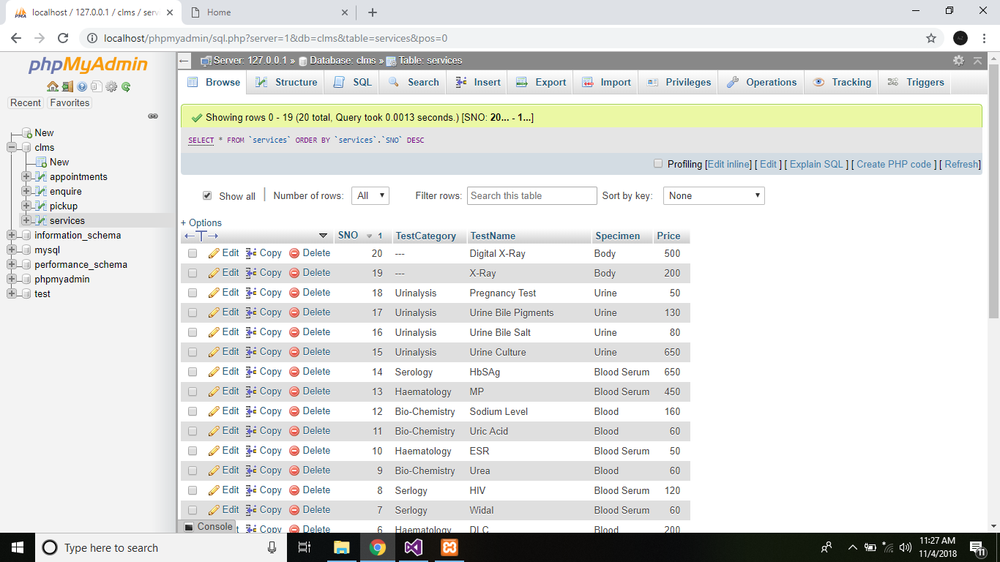 localhost / 127.0.0.1 / clms / serv
Home
localhost/phpmyadmin/sql.php?server=1&db=clms&table=services&pos=0
phpMyAdmin
Recent Favorites
New
clms
New
appointments
enquire
pickup
services
information_schema
mysql
performance_schema
phpmyadmin
test
Server: 127.0.0.1 » Database: clms » Table: services
Browse Structure SQL Search Insert Export Import Privileges Operations Tracking Triggers
Showing rows 0 - 19 (20 total, Query took 0.0013 seconds.) [SNO: 20... - 1...]
SELECT * FROM `services` ORDER BY `services`.`SNO` DESC
Profiling [Edit inline] [ Edit ] [ Explain SQL ] [ Create PHP code ] [ Refresh]
Show all Number of rows: All Filter rows: Search this table Sort by key: None
+ Options
SNO 1 TestCategory TestName Specimen Price
Edit Copy Delete 20 --- Digital X-Ray Body 500
Edit Copy Delete 19 --- X-Ray Body 200
Edit Copy Delete 18 Urinalysis Pregnancy Test Urine 50
Edit Copy Delete 17 Urinalysis Urine Bile Pigments Urine 130
Edit Copy Delete 16 Urinalysis Urine Bile Salt Urine 80
Edit Copy Delete 15 Urinalysis Urine Culture Urine 650
Edit Copy Delete 14 Serology HbSAg Blood Serum 650
Edit Copy Delete 13 Haematology MP Blood Serum 450
Edit Copy Delete 12 Bio-Chemistry Sodium Level Blood 160
Edit Copy Delete 11 Bio-Chemistry Uric Acid Blood 60
Edit Copy Delete 10 Haematology ESR Blood Serum 50
Edit Copy Delete 9 Bio-Chemistry Urea Blood 60
Edit Copy Delete 8 Serlogy HIV Blood Serum 120
Edit Copy Delete 7 Serlogy Widal Blood Serum 60
Copy Delete 6 Haematology DLC Blood 200
Console
Type here to search
11:27 AM
11/4/2018
11